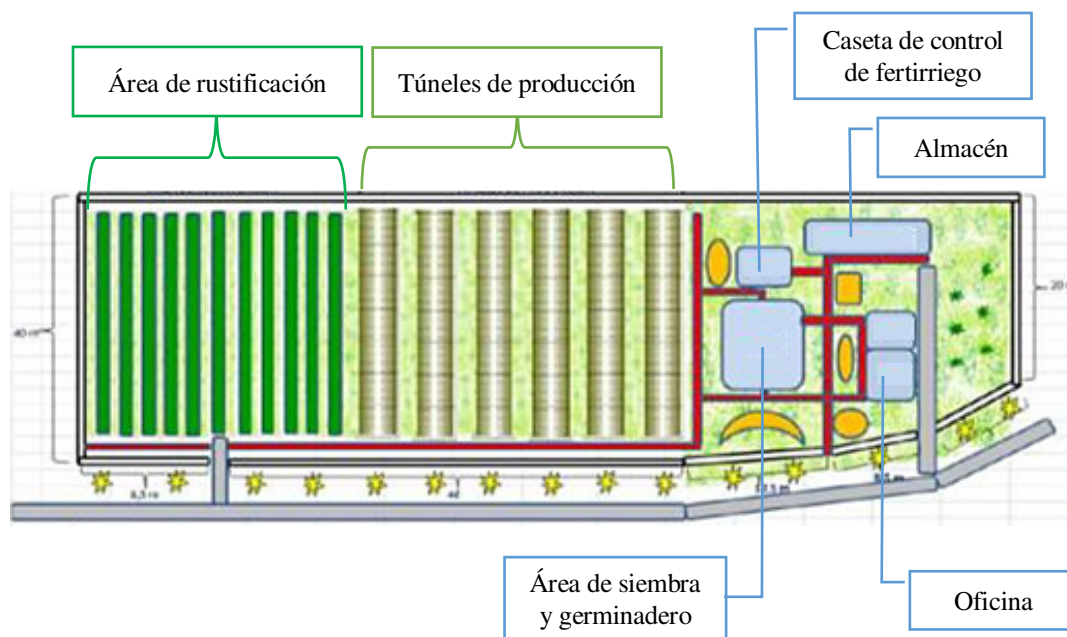 Caseta de control
de fertirriego
Área de rustificación
Túneles de producción
Almacén
40 m
20
Área de siembra
y germinadero
Oficina